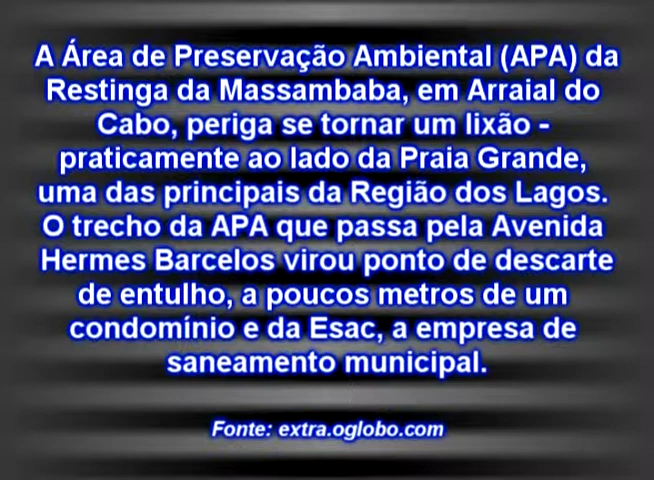 A Área de Preservação Ambiental (APA) da
Restinga da Massambaba, em Arraial do
Cabo, periga se tornar um lixão -
praticamente ao lado da Praia Grande,
uma das principais da Região dos Lagos.
O trecho da APA que passa pela Avenida
Hermes Barcelos virou ponto de descarte
de entulho, a poucos metros de um
condomínio e da Esac, a empresa de
saneamento municipal.
Fonte: extra.oglobo.com